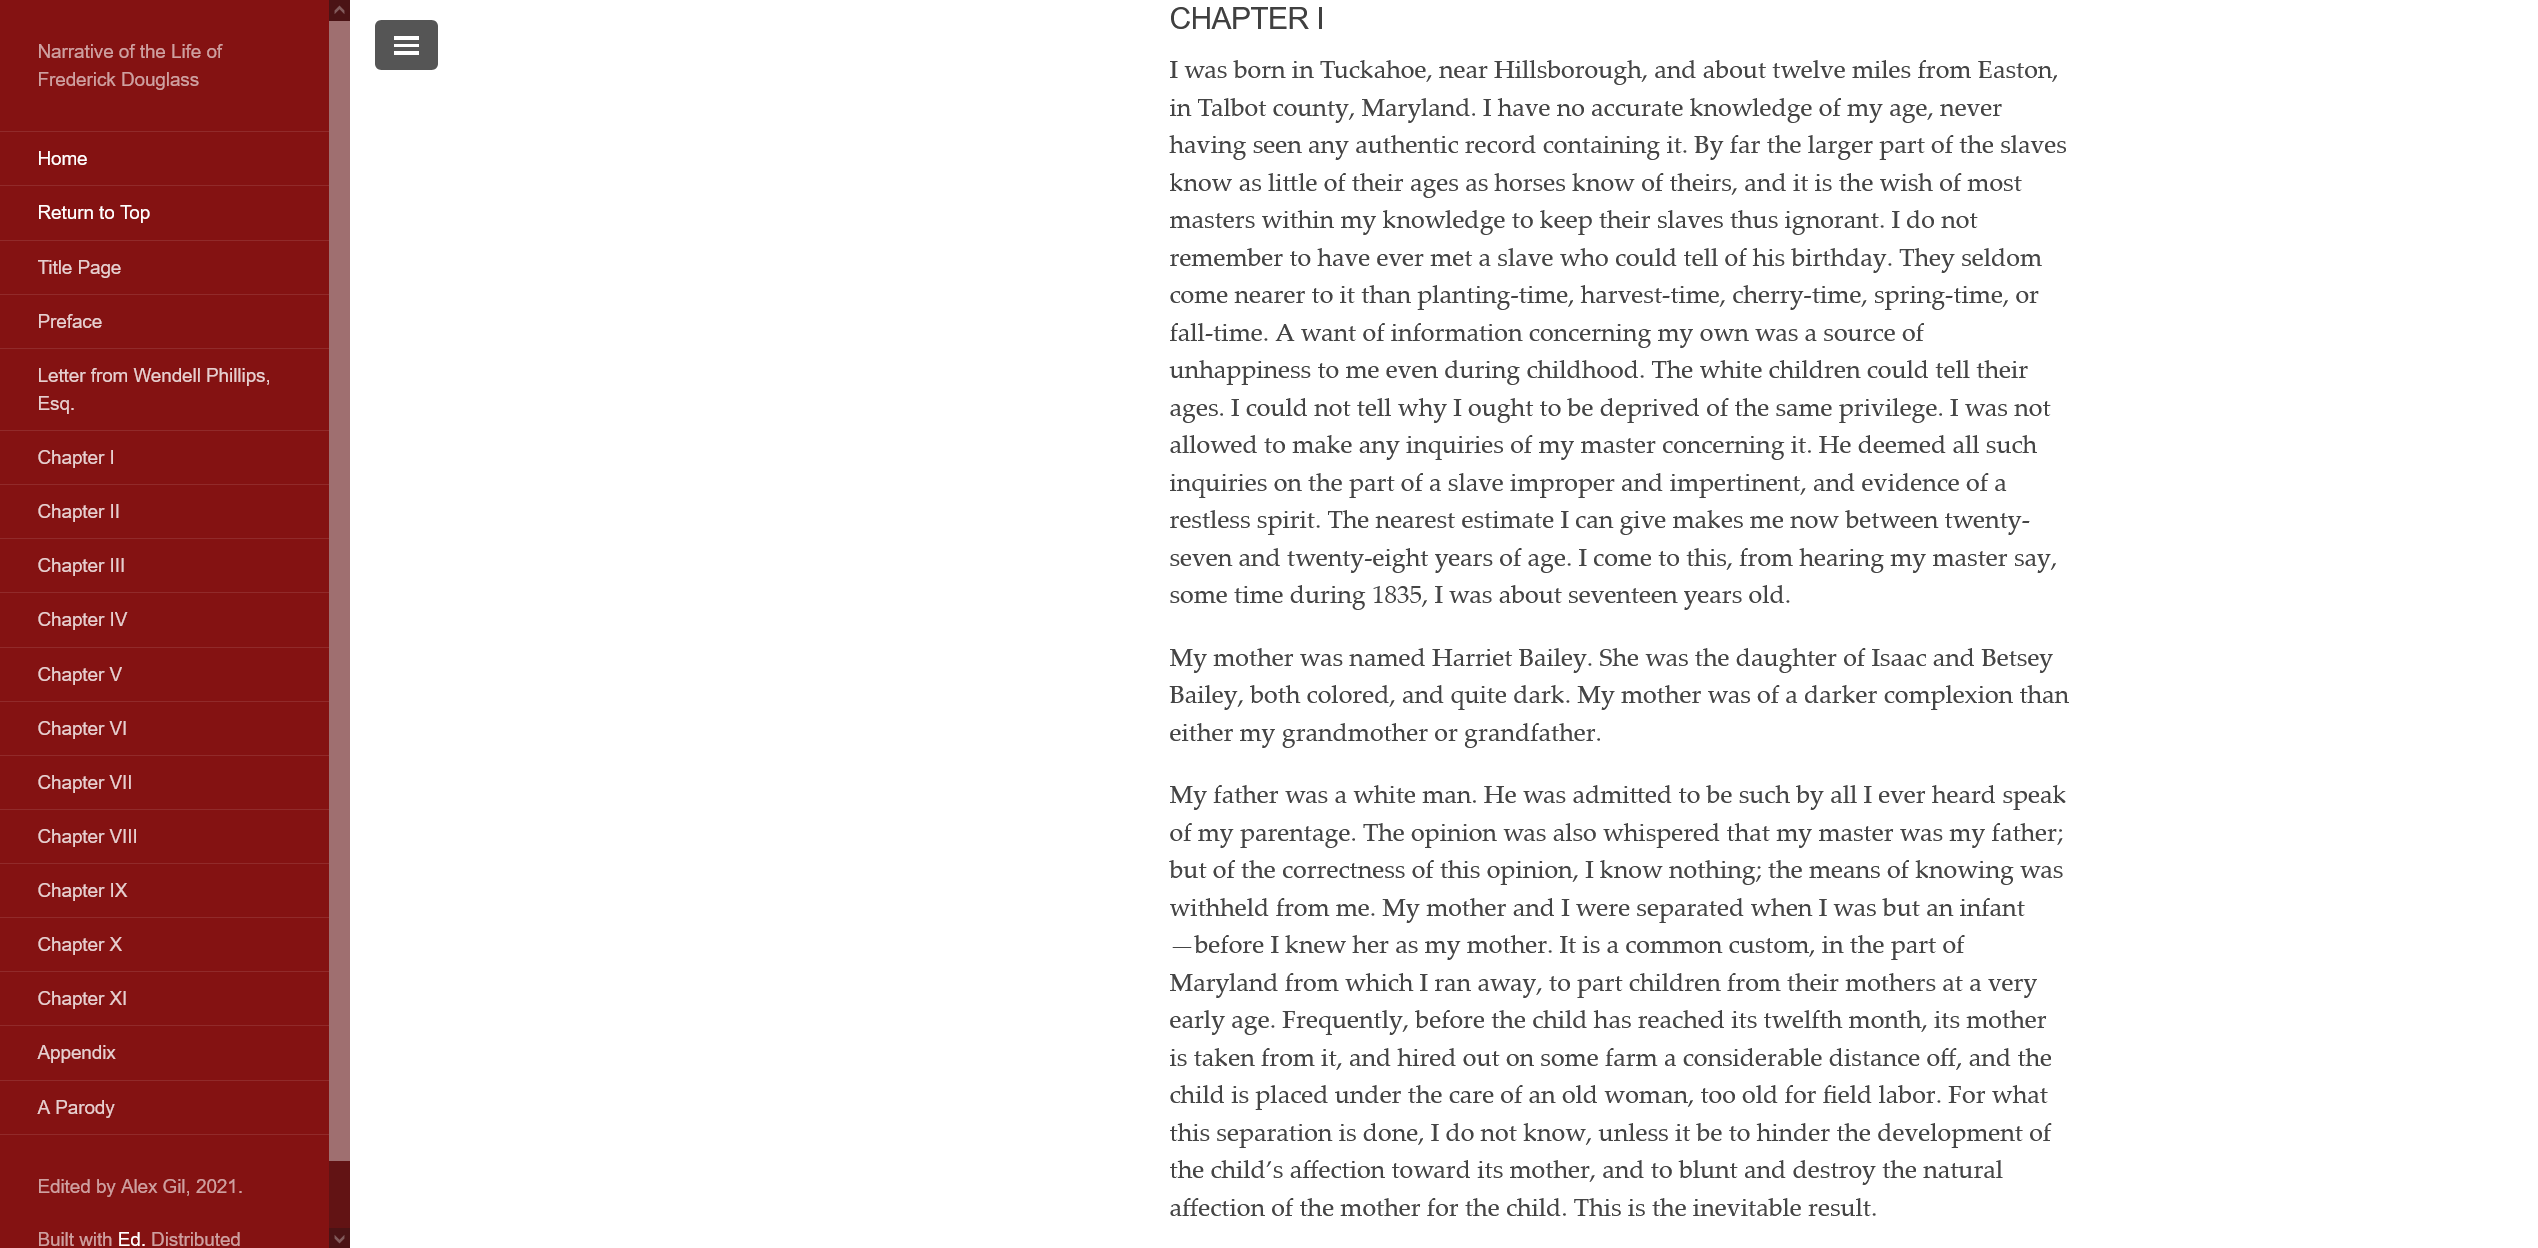 Narrative of the Life of
Frederick Douglass
Home
Return to Top
Title Page
Preface
Letter from Wendell Phillips,
Esq.
Chapter I
Chapter II
Chapter III
Chapter IV
Chapter V
Chapter VI
Chapter VII
Chapter VIII
Chapter IX
Chapter X
Chapter XI
Appendix
A Parody
Edited by Alex Gil, 2021.
Built with Ed. Distributed
CHAPTER I
I was born in Tuckahoe, near Hillsborough, and about twelve miles from Easton,
in Talbot county, Maryland. I have no accurate knowledge of my age, never
having seen any authentic record containing it. By far the larger part of the slaves
know as little of their ages as horses know of theirs, and it is the wish of most
masters within my knowledge to keep their slaves thus ignorant. I do not
remember to have ever met a slave who could tell of his birthday. They seldom
come nearer to it than planting-time, harvest-time, cherry-time, spring-time, or
fall-time. A want of information concerning my own was a source of
unhappiness to me even during childhood. The white children could tell their
ages. I could not tell why I ought to be deprived of the same privilege. I was not
allowed to make any inquiries of my master concerning it. He deemed all such
inquiries on the part of a slave improper and impertinent, and evidence of a
restless spirit. The nearest estimate I can give makes me now between twenty-
seven and twenty-eight years of age. I come to this, from hearing my master say,
some time during 1835, I was about seventeen years old.
My mother was named Harriet Bailey. She was the daughter of Isaac and Betsey
Bailey, both colored, and quite dark. My mother was of a darker complexion than
either my grandmother or grandfather.
My father was a white man. He was admitted to be such by all I ever heard speak
of my parentage. The opinion was also whispered that my master was my father;
but of the correctness of this opinion, I know nothing; the means of knowing was
withheld from me. My mother and I were separated when I was but an infant
—before I knew her as my mother. It is a common custom, in the part of
Maryland from which I ran away, to part children from their mothers at a very
early age. Frequently, before the child has reached its twelfth month, its mother
is taken from it, and hired out on some farm a considerable distance off, and the
child is placed under the care of an old woman, too old for field labor. For what
this separation is done, I do not know, unless it be to hinder the development of
the child’s affection toward its mother, and to blunt and destroy the natural
affection of the mother for the child. This is the inevitable result.